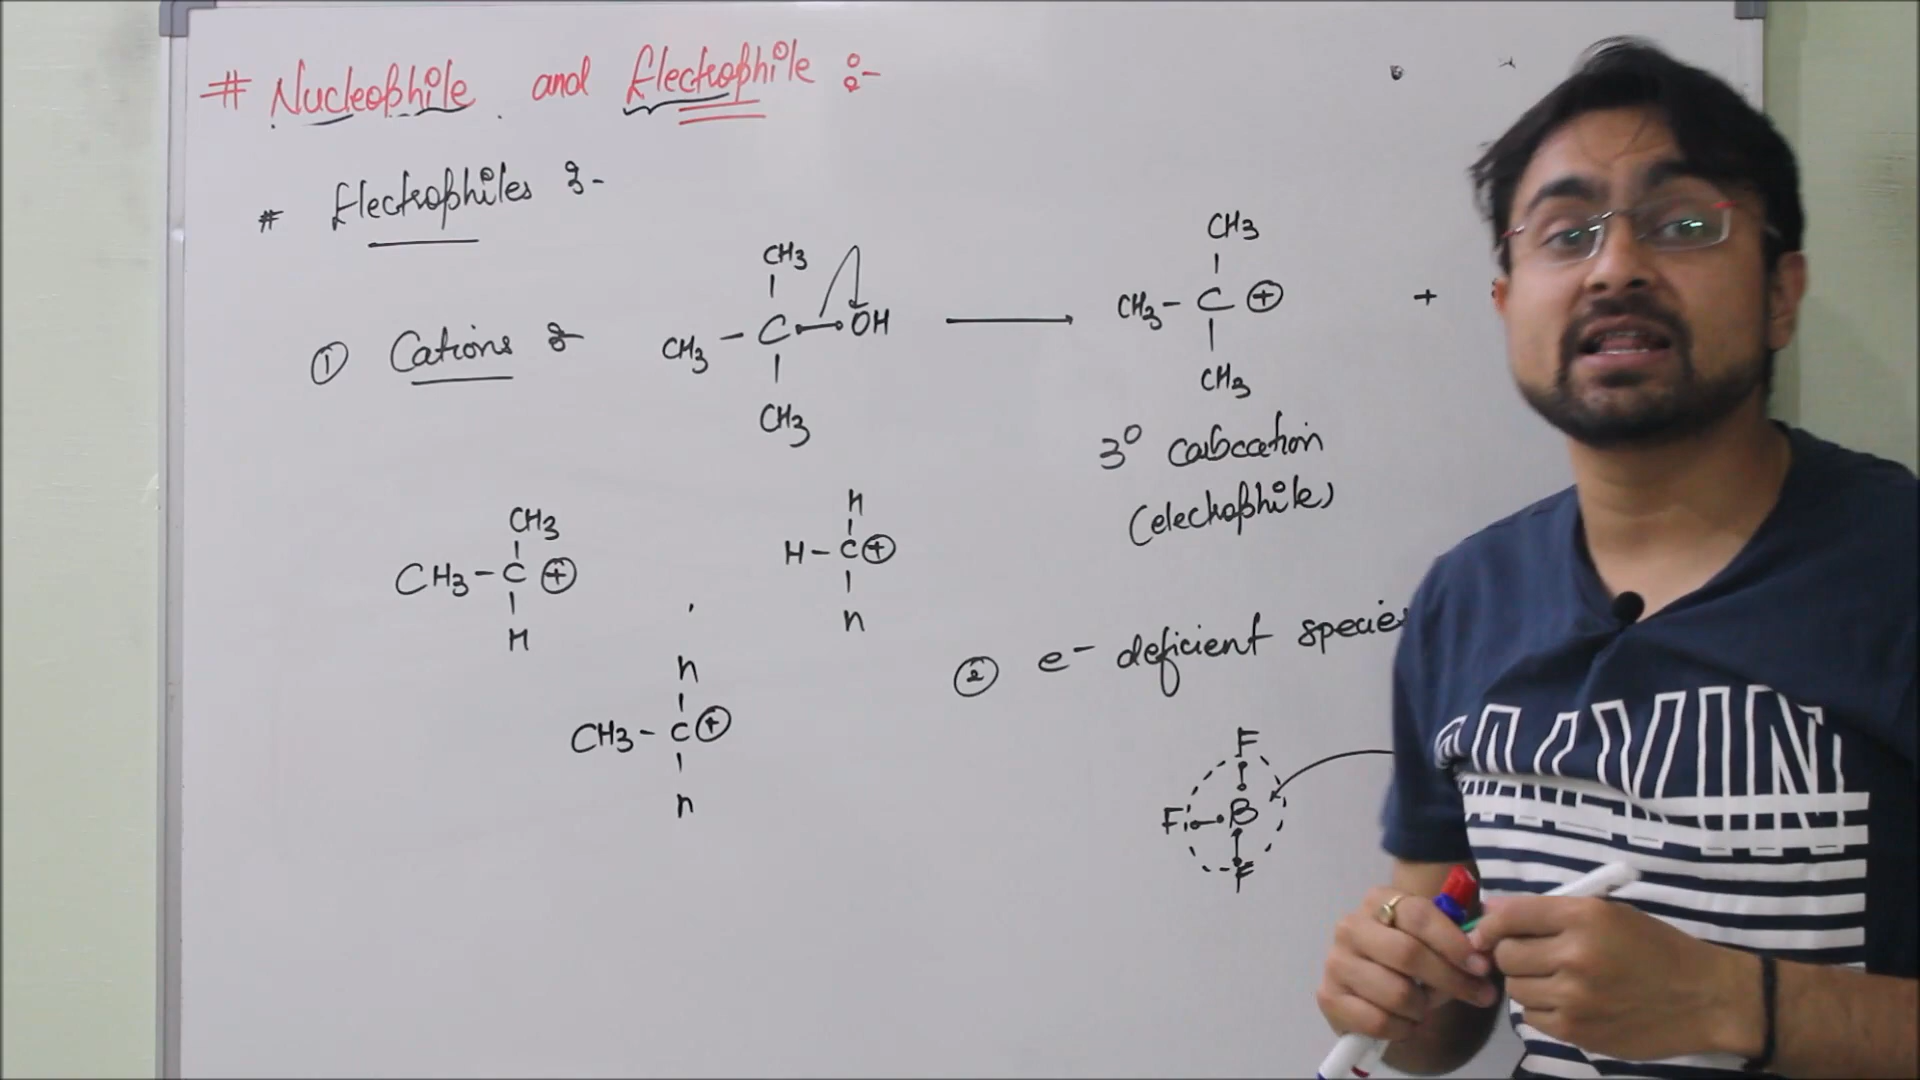 # Nucleophile and Electrophile :-
# Electrophiles :-
① Cations :
CH3
CH3 - C - OH
CH3
CH3
CH3 - C ⊕ +
CH3
3° carbocation
(electrophile)
CH3
CH3 - C ⊕
H
H
H - C ⊕
H
H
CH3 - C ⊕
H
② e- deficient species
F
F - B
F
CALVIN